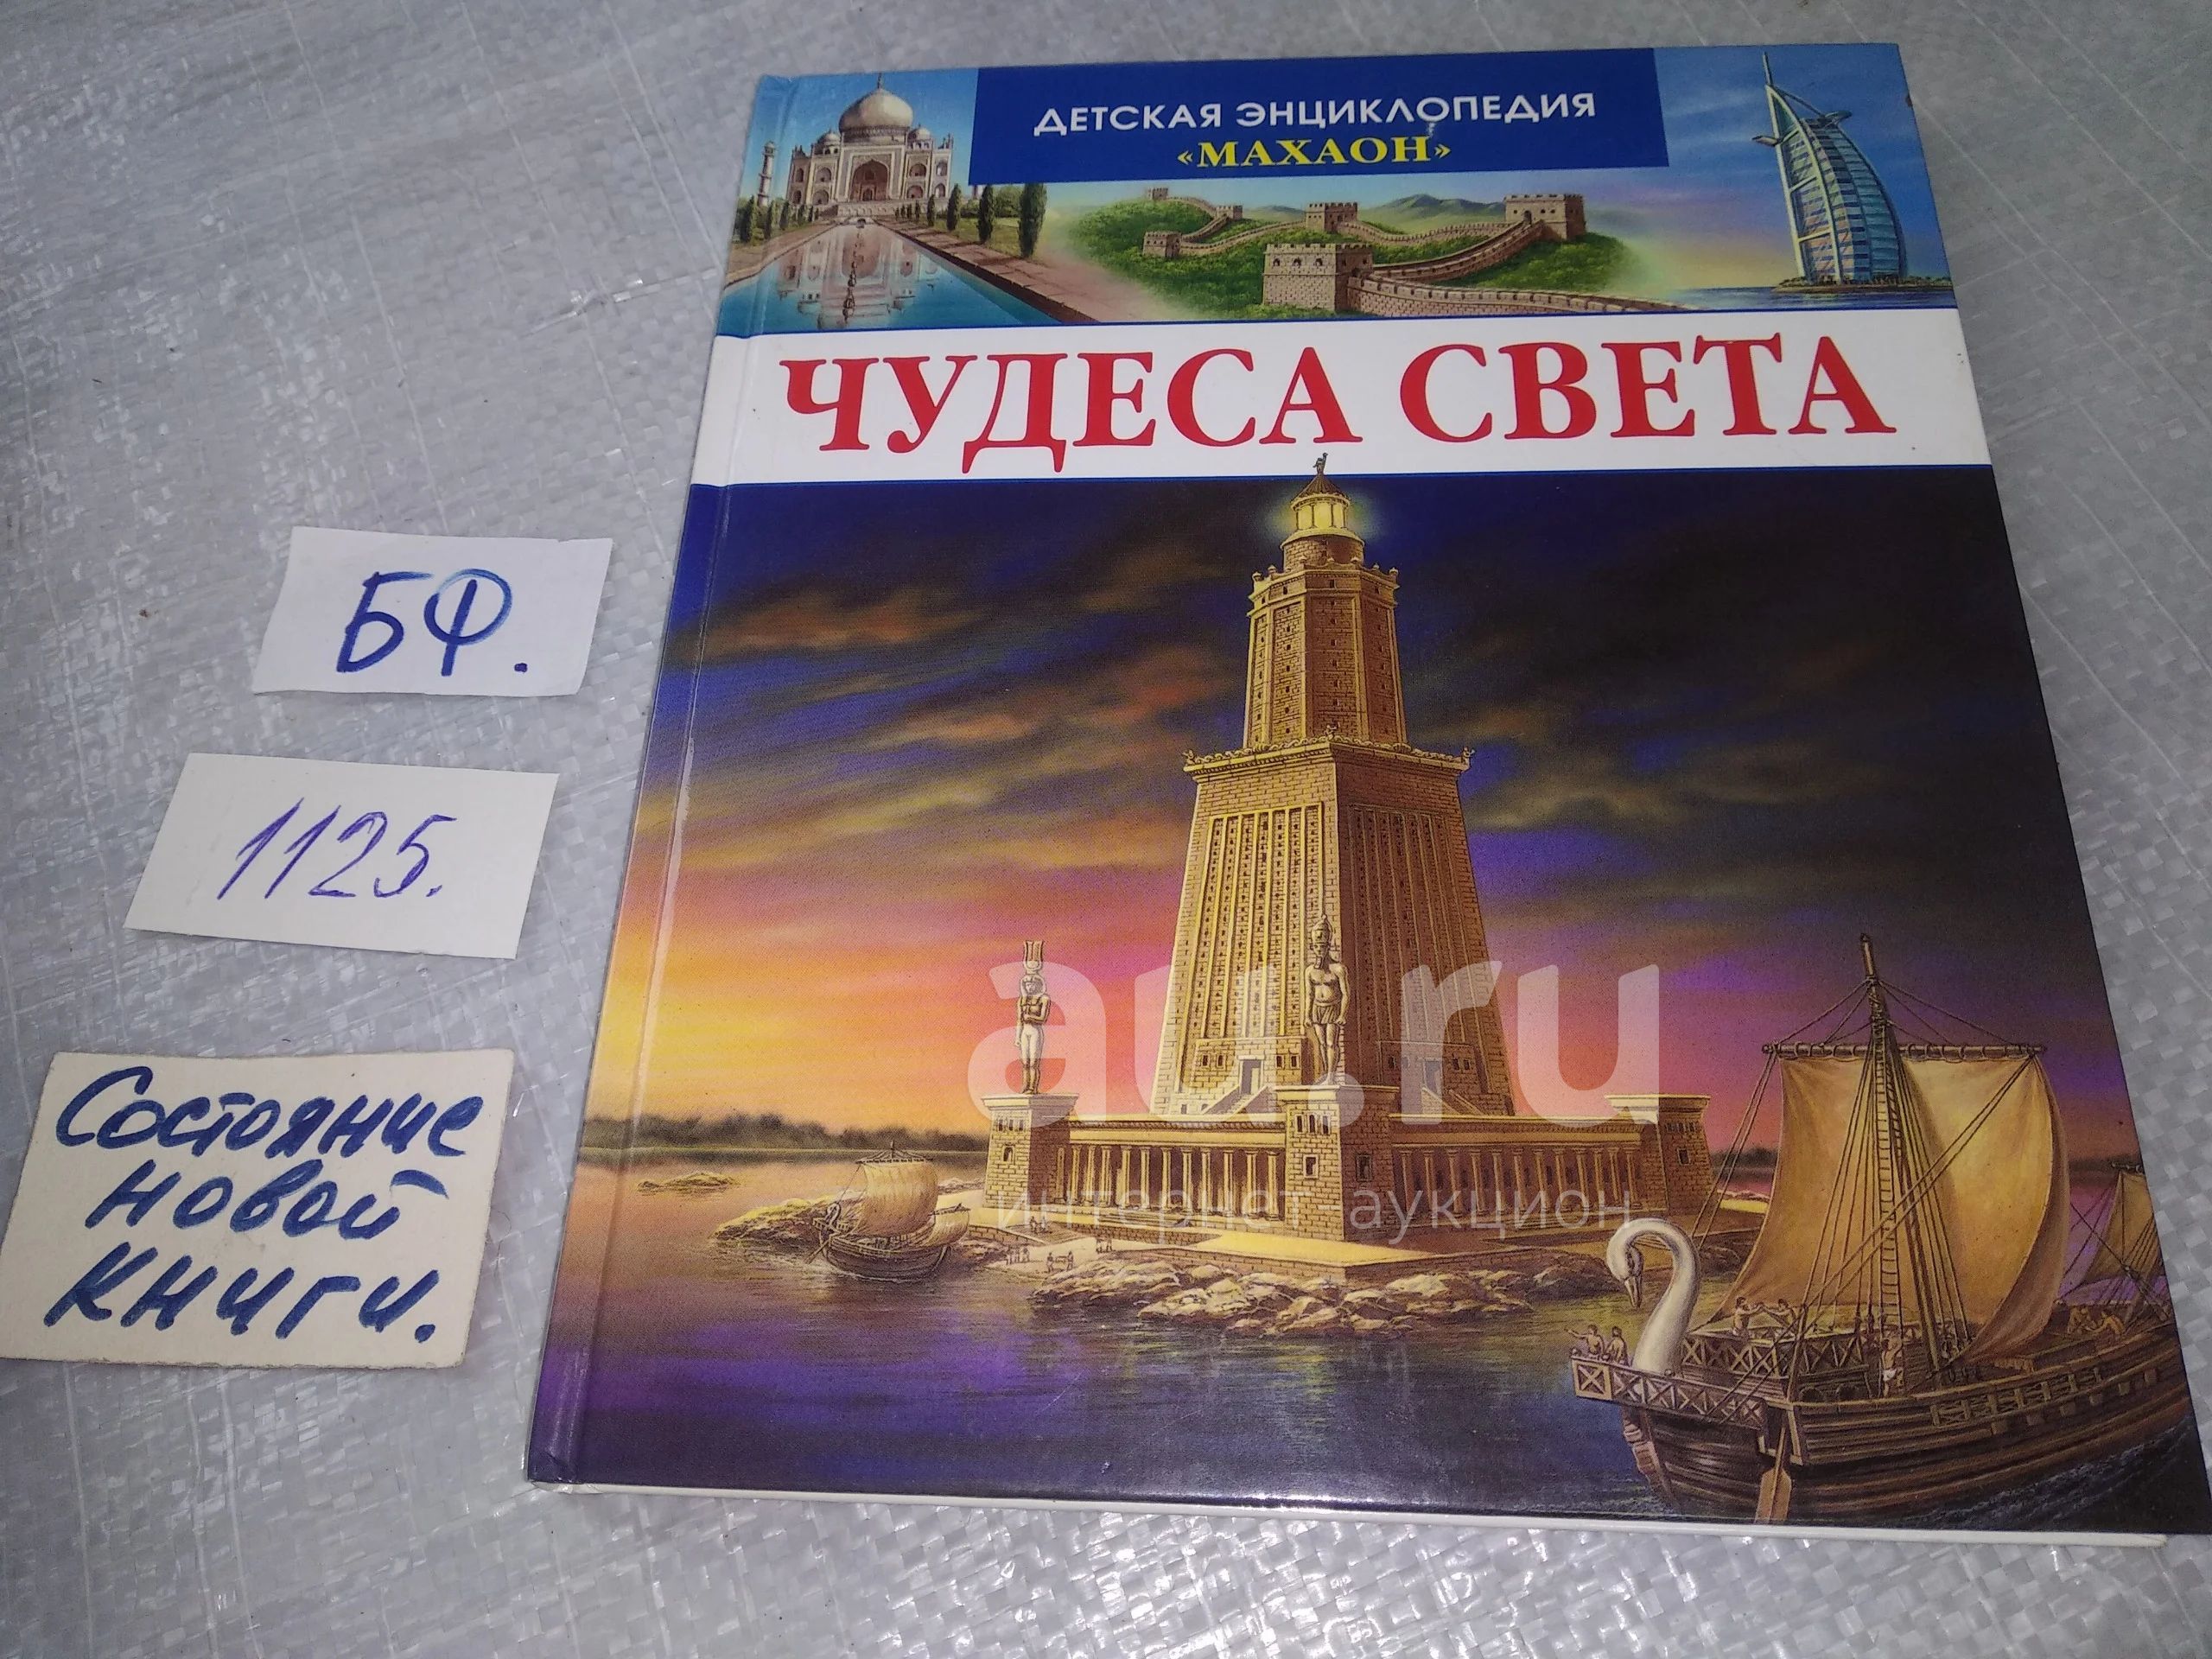 ДЕТСКАЯ ЭНЦИКЛОПЕДИЯ
«МАХАОН»
ЧУДЕСА СВЕТА
БФ.
1125.
Состояние
новой
книги.
au.ru
интернет-аукцион